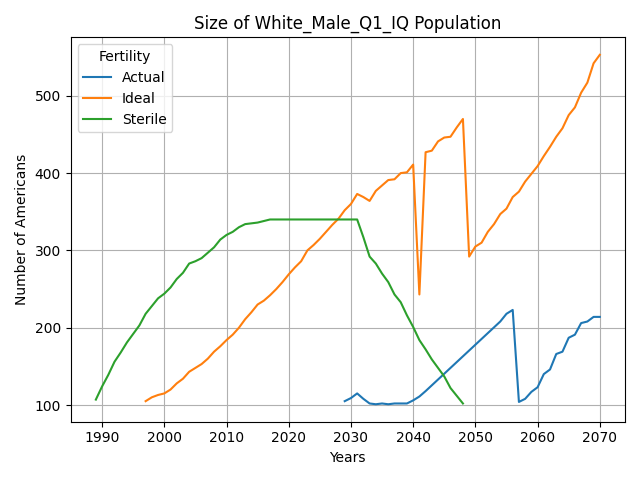 Size of White_Male_Q1_IQ Population
Fertility
Actual
Ideal
Sterile
Number of Americans
500
400
300
200
100
1990 2000 2010 2020 2030 2040 2050 2060 2070
Years